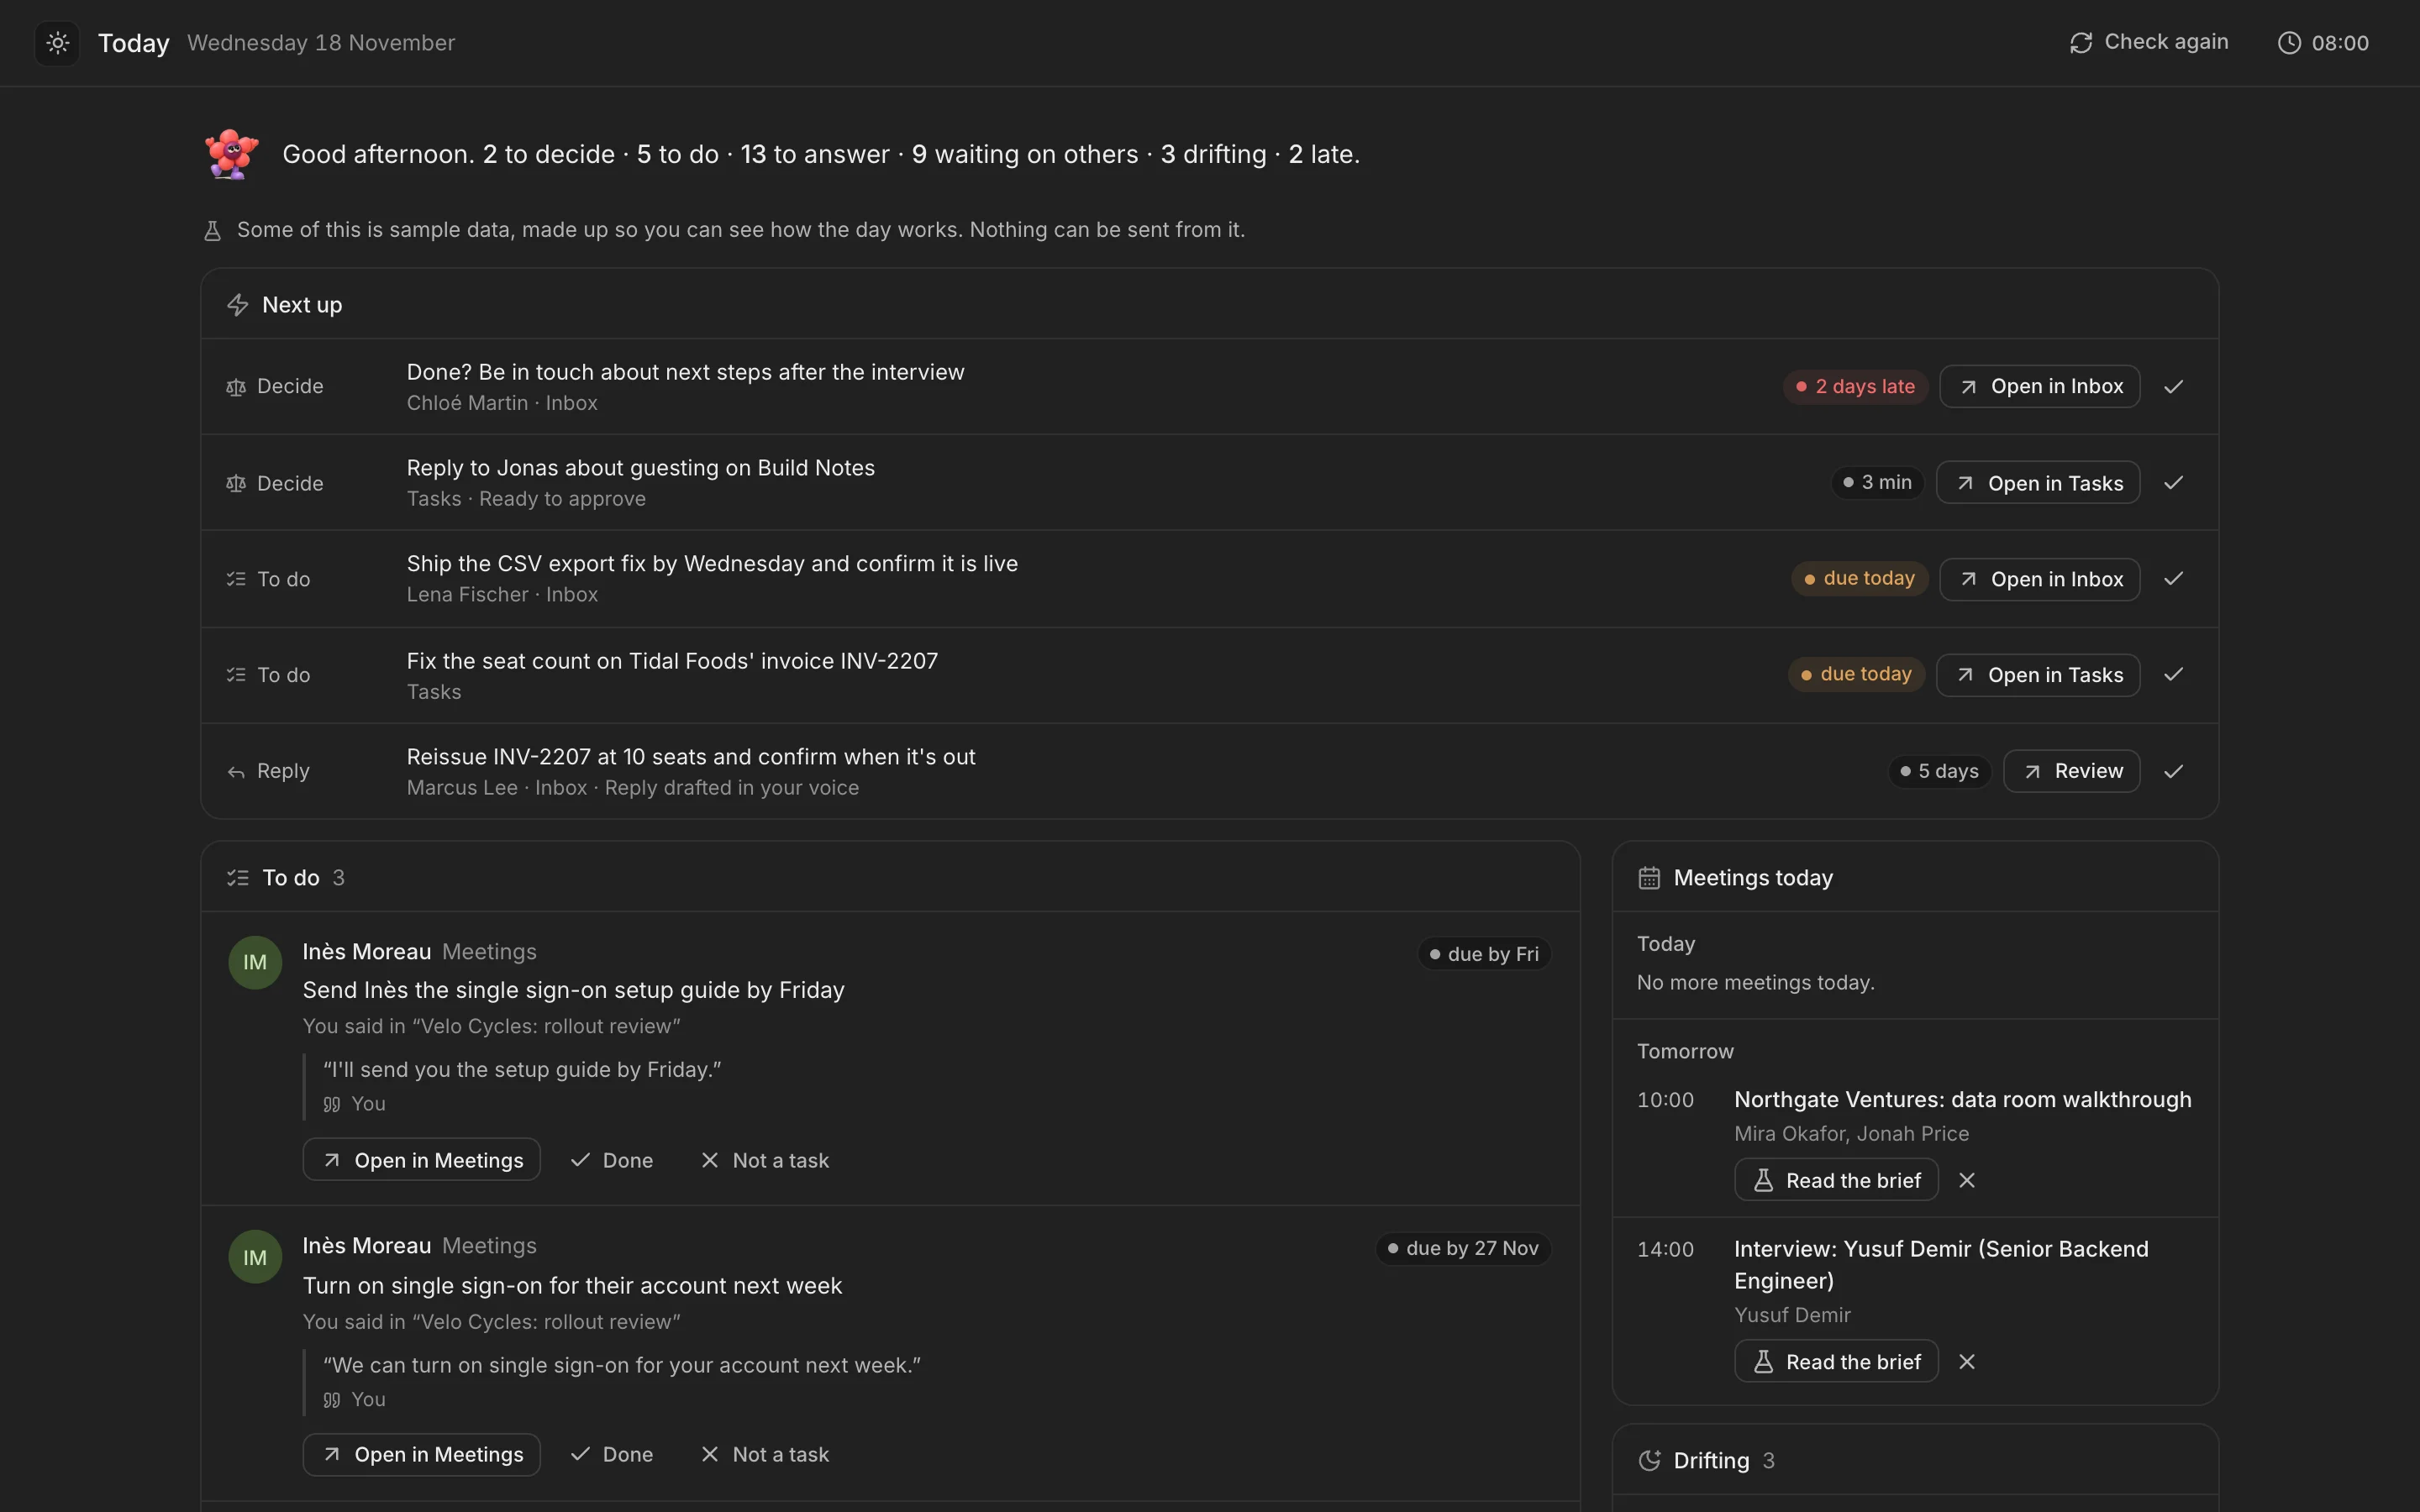 Today Wednesday 18 November
Check again
08:00
Good afternoon. 2 to decide · 5 to do · 13 to answer · 9 waiting on others · 3 drifting · 2 late.
Some of this is sample data, made up so you can see how the day works. Nothing can be sent from it.
Next up
Decide
Done? Be in touch about next steps after the interview
Chloé Martin · Inbox
2 days late
Open in Inbox
Decide
Reply to Jonas about guesting on Build Notes
Tasks · Ready to approve
3 min
Open in Tasks
To do
Ship the CSV export fix by Wednesday and confirm it is live
Lena Fischer · Inbox
due today
Open in Inbox
To do
Fix the seat count on Tidal Foods' invoice INV-2207
Tasks
due today
Open in Tasks
Reply
Reissue INV-2207 at 10 seats and confirm when it's out
Marcus Lee · Inbox · Reply drafted in your voice
5 days
Review
To do 3
IM
Inès Moreau Meetings
due by Fri
Send Inès the single sign-on setup guide by Friday
You said in “Velo Cycles: rollout review”
“I'll send you the setup guide by Friday.”
You
Open in Meetings
Done
Not a task
IM
Inès Moreau Meetings
due by 27 Nov
Turn on single sign-on for their account next week
You said in “Velo Cycles: rollout review”
“We can turn on single sign-on for your account next week.”
You
Open in Meetings
Done
Not a task
Meetings today
Today
No more meetings today.
Tomorrow
10:00
Northgate Ventures: data room walkthrough
Mira Okafor, Jonah Price
Read the brief
14:00
Interview: Yusuf Demir (Senior Backend
Engineer)
Yusuf Demir
Read the brief
Drifting 3